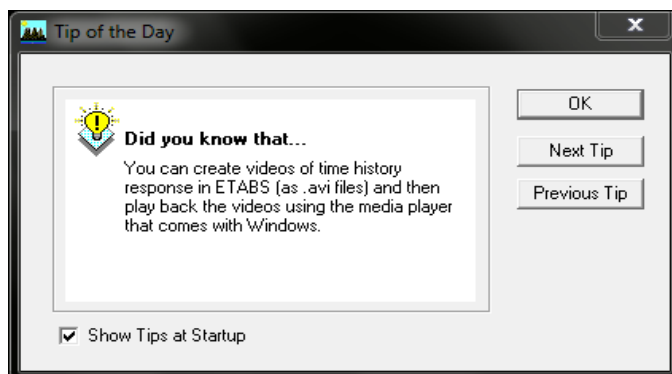 Tip of the Day
X
Did you know that...
You can create videos of time history
response in ETABS (as .avi files) and then
play back the videos using the media player
that comes with Windows.
OK
Next Tip
Previous Tip
Show Tips at Startup